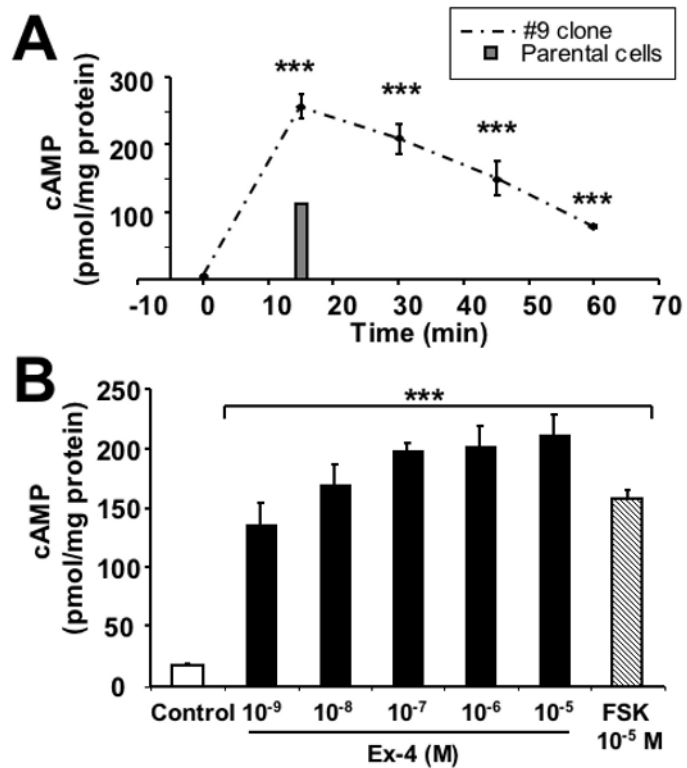 A
#9 clone
Parental cells
cAMP
(pmol/mg protein)
300
200
100
*** *** *** ***
-10 0 10 20 30 40 50 60 70
Time (min)
B
cAMP
(pmol/mg protein)
250
200
150
100
50
0
***
Control 10-9 10-8 10-7 10-6 10-5 FSK
10-5 M
Ex-4 (M)